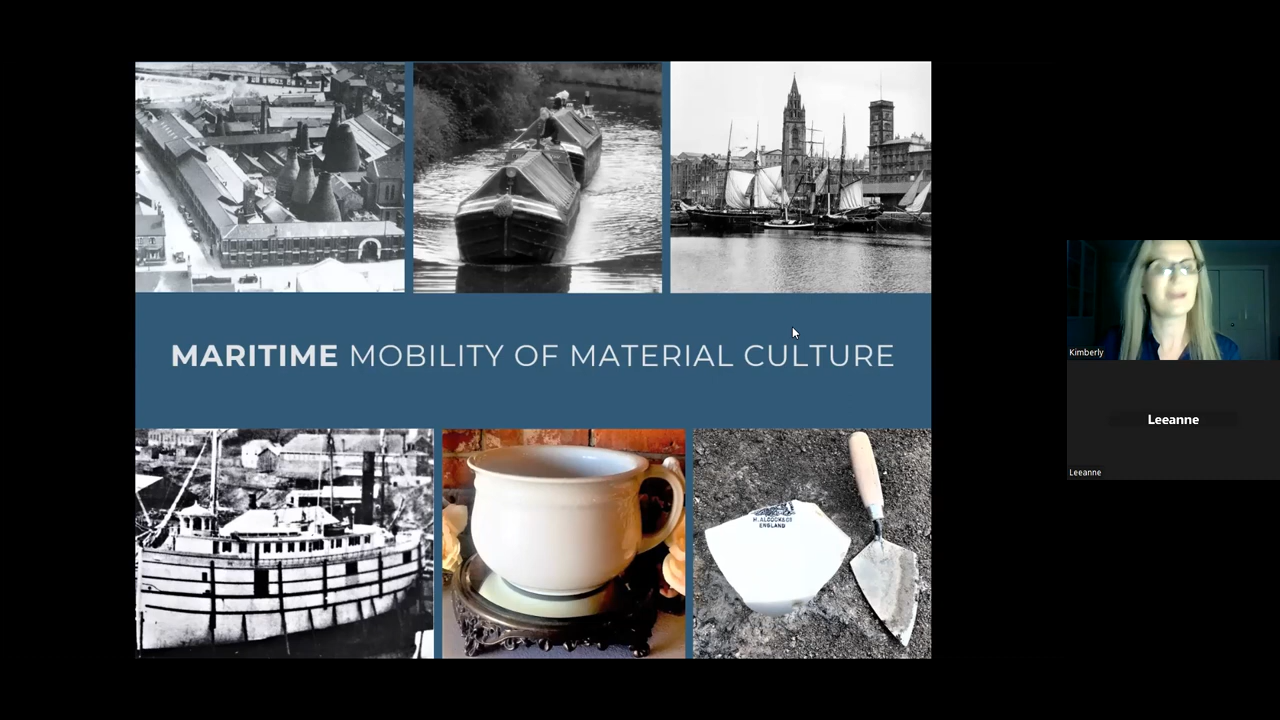 MARITIME MOBILITY OF MATERIAL CULTURE
H. ALCOCK & CO
ENGLAND
Kimberly
Leeanne
Leeanne